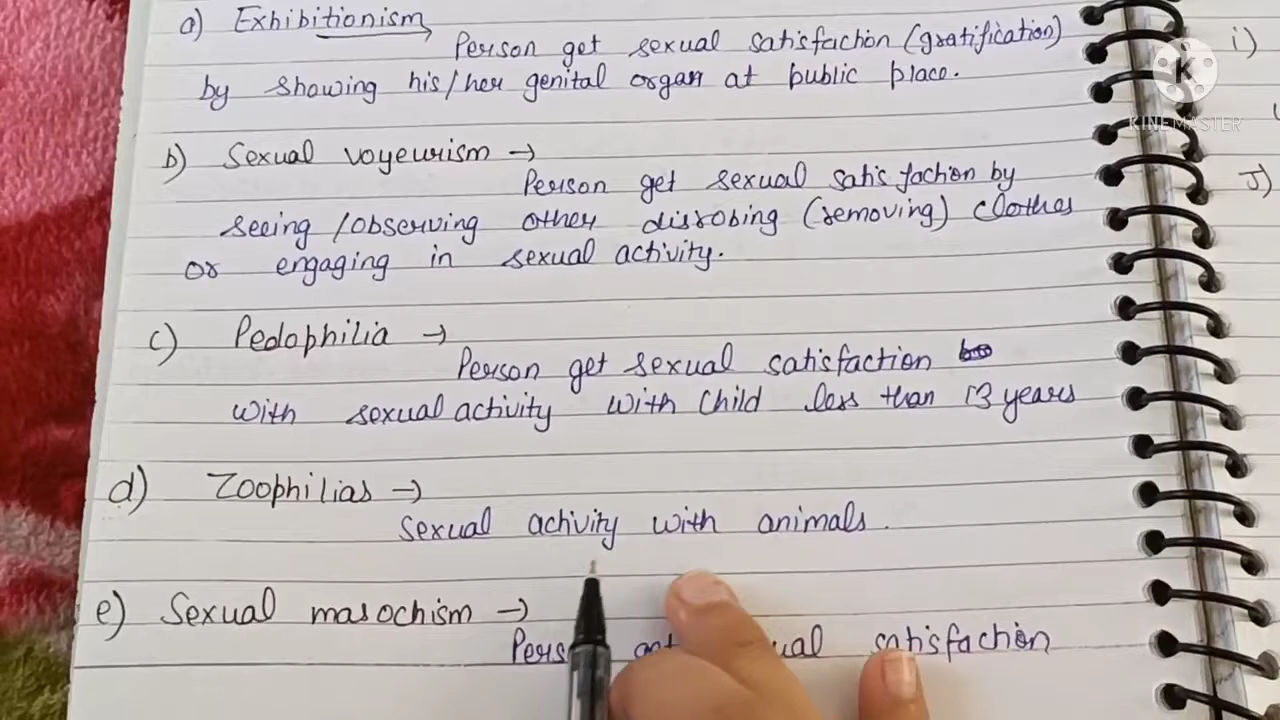 a) Exhibitionism →
Person get sexual satisfaction (gratification)
by showing his/her genital organ at public place.
b) Sexual voyeurism →
Person get sexual satisfaction by
seeing /observing other disrobing (removing) clothes
or engaging in sexual activity.
c) Pedophilia →
Person get sexual satisfaction
with sexual activity with child less than 13 years
d) Zoophilias →
Sexual activity with animals.
e) Sexual masochism →
satisfaction
i)
J)
K
KINEMASTER